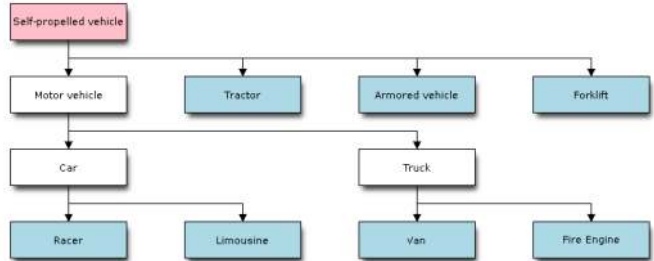 Self-propelled vehicle
Motor vehicle
Tractor
Armored vehicle
Forklift
Car
Truck
Racer
Limousine
Van
Fire Engine